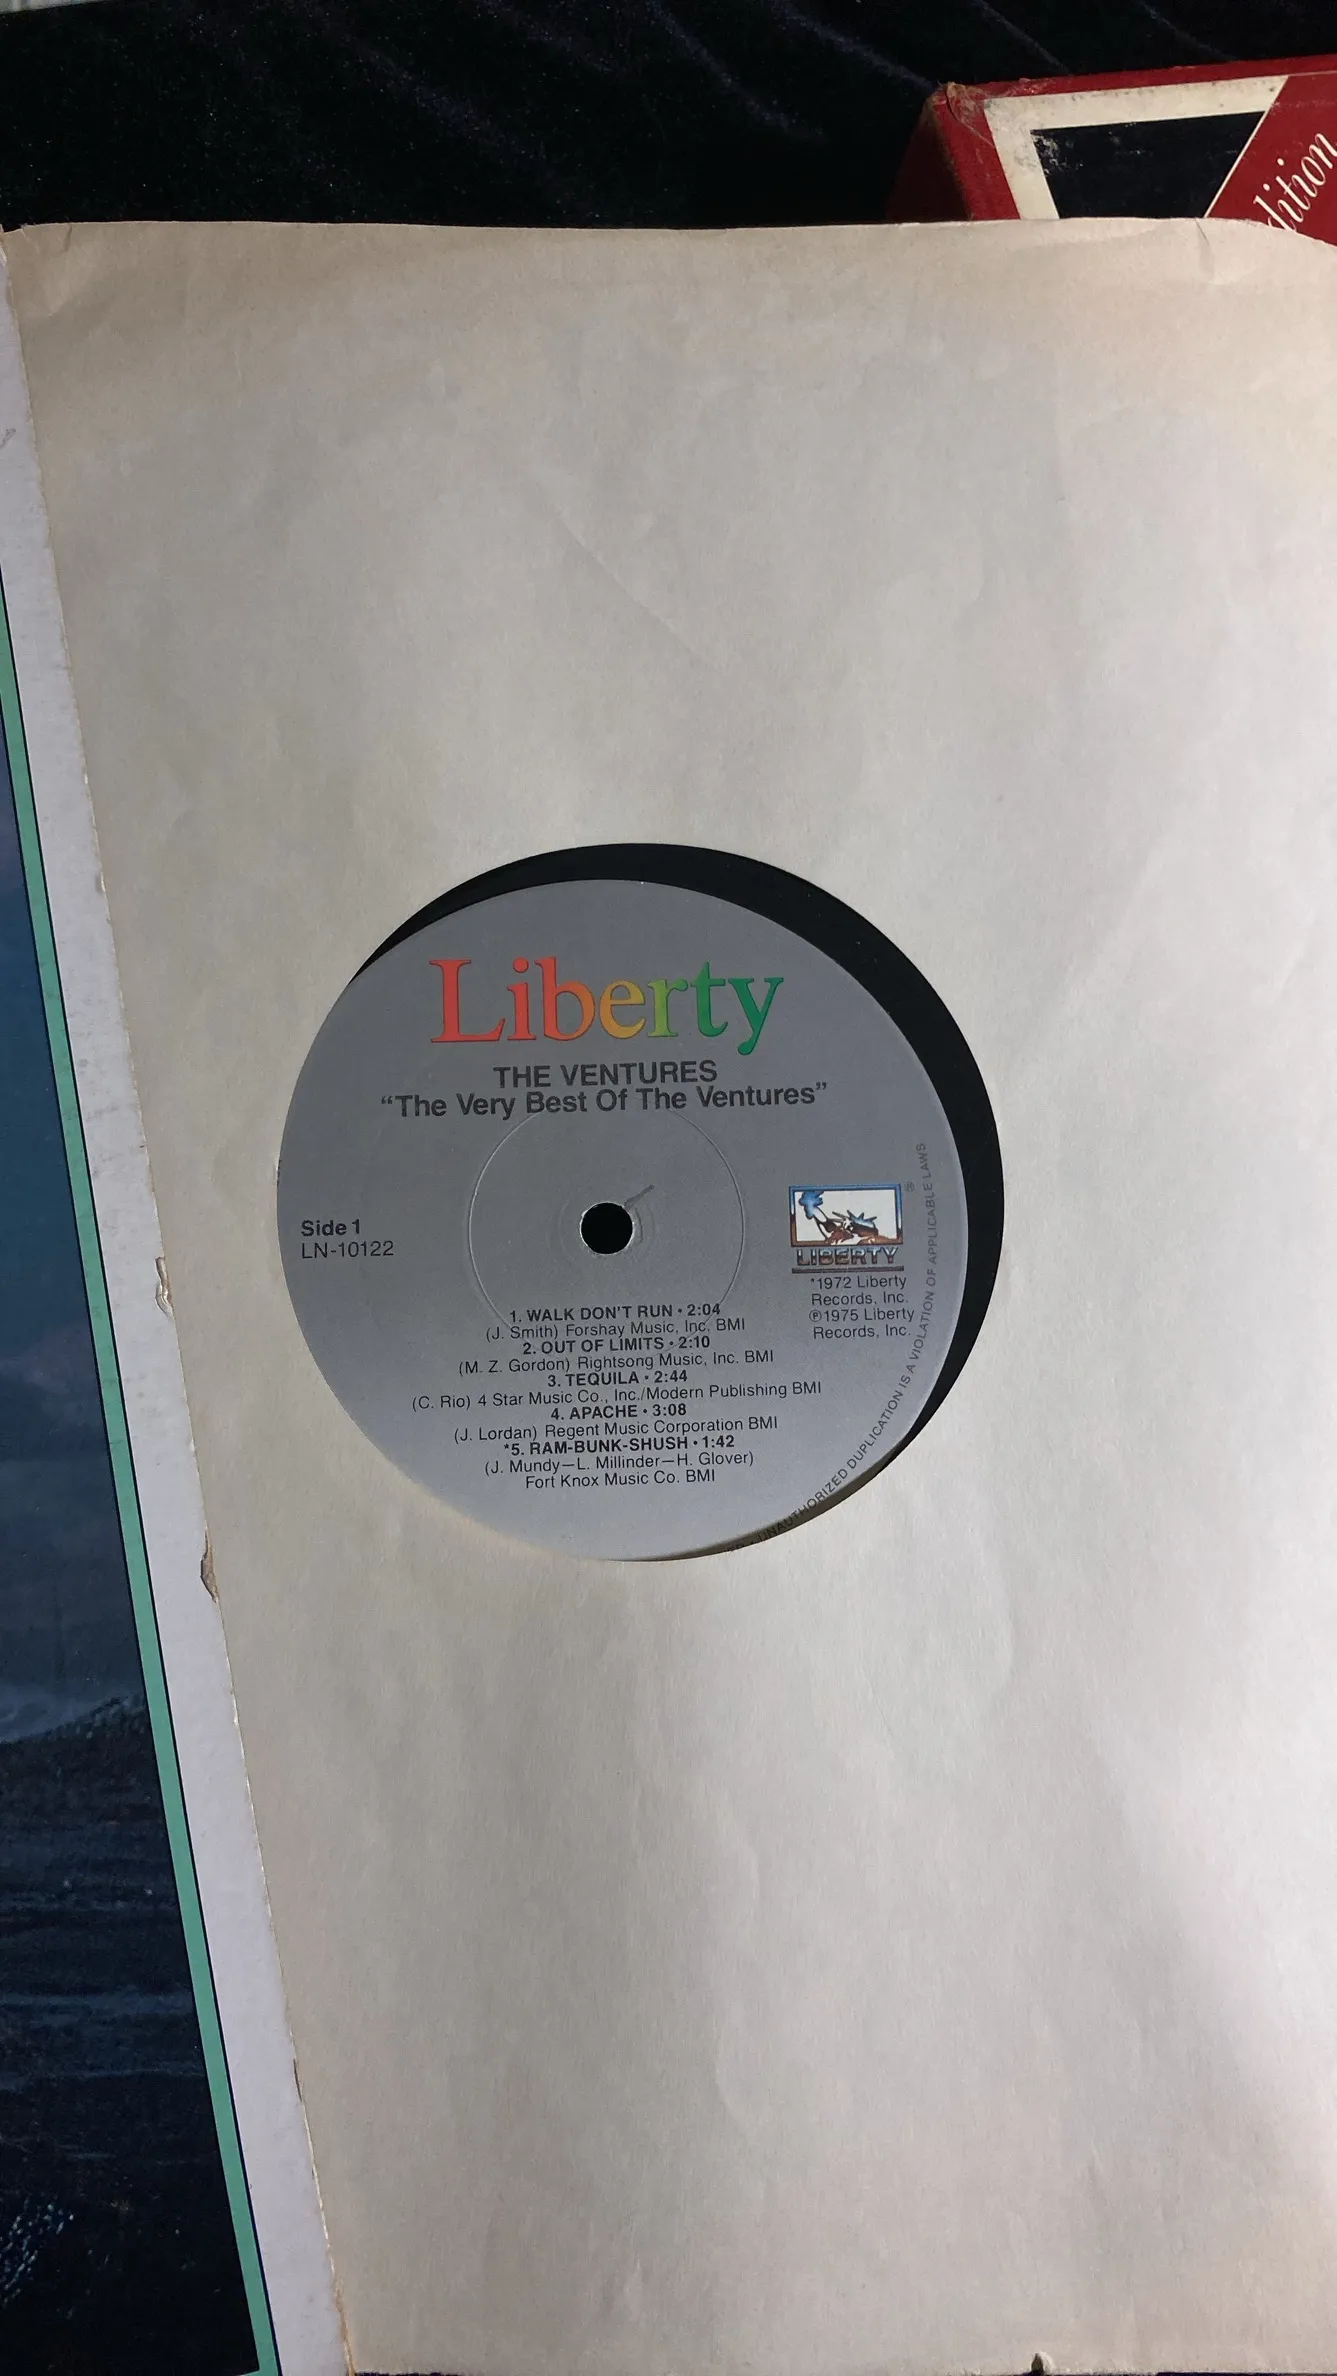 dition
Liberty
THE VENTURES
“The Very Best Of The Ventures”
Side 1
LN-10122
®
LIBERTY
*1972 Liberty
Records, Inc.
℗1975 Liberty
Records, Inc.
1. WALK DON'T RUN • 2:04
(J. Smith) Forshay Music, Inc. BMI
2. OUT OF LIMITS • 2:10
(M. Z. Gordon) Rightsong Music, Inc. BMI
3. TEQUILA • 2:44
(C. Rio) 4 Star Music Co., Inc./Modern Publishing BMI
4. APACHE • 3:08
(J. Lordan) Regent Music Corporation BMI
*5. RAM-BUNK-SHUSH • 1:42
(J. Mundy—L. Millinder—H. Glover)
Fort Knox Music Co. BMI
• UNAUTHORIZED DUPLICATION IS A VIOLATION OF APPLICABLE LAWS